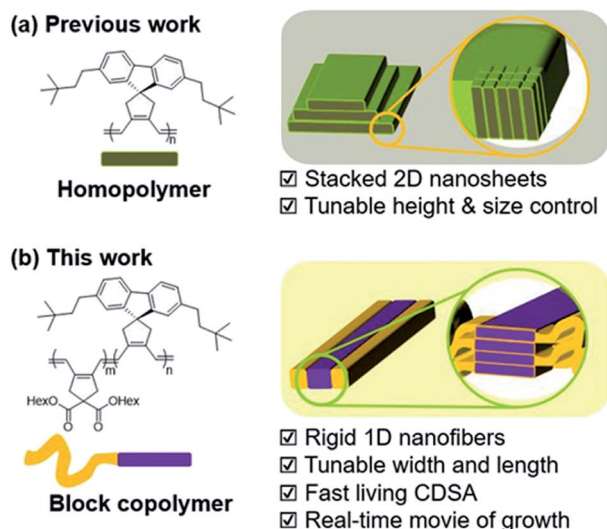 (a) Previous work
n
Homopolymer
☑ Stacked 2D nanosheets
☑ Tunable height & size control
(b) This work
m
n
HexO
OHex
O
O
Block copolymer
☑ Rigid 1D nanofibers
☑ Tunable width and length
☑ Fast living CDSA
☑ Real-time movie of growth